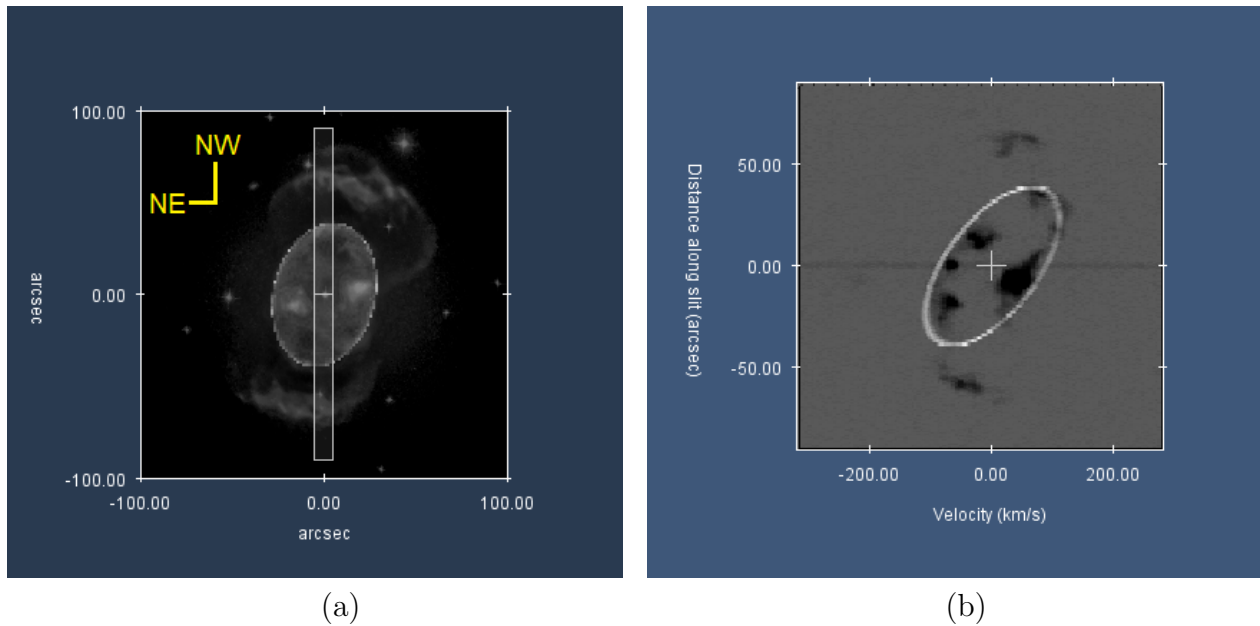 100.00
NW
NE
arcsec
0.00
-100.00
-100.00
0.00
100.00
arcsec
(a)
50.00
Distance along slit (arcsec)
0.00
-50.00
-200.00
0.00
200.00
Velocity (km/s)
(b)